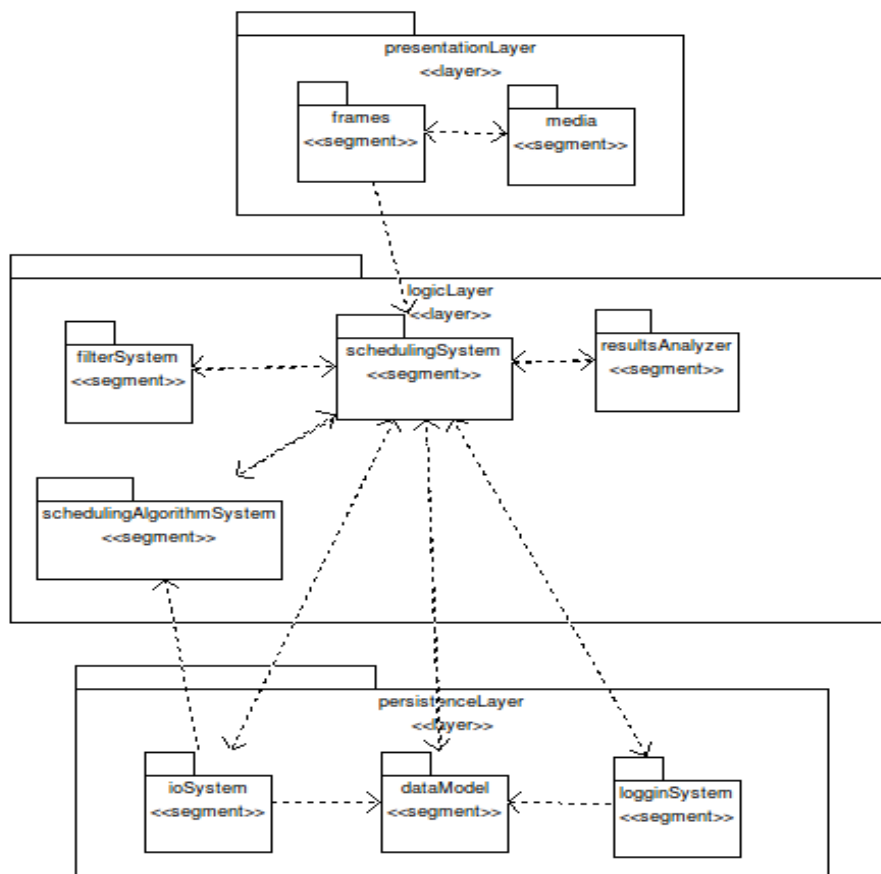 presentationLayer
<<layer>>
frames
<<segment>>
media
<<segment>>
logicLayer
<<layer>>
filterSystem
<<segment>>
schedulingSystem
<<segment>>
resultsAnalyzer
<<segment>>
schedulingAlgorithmSystem
<<segment>>
persistenceLayer
<<layer>>
ioSystem
<<segment>>
dataModel
<<segment>>
logginSystem
<<segment>>